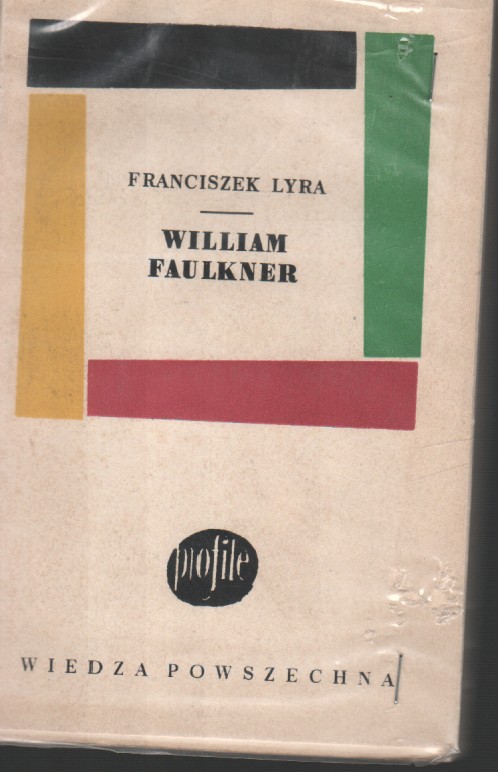 FRANCISZEK LYRA
WILLIAM
FAULKNER
profile
WIEDZA POWSZECHNA